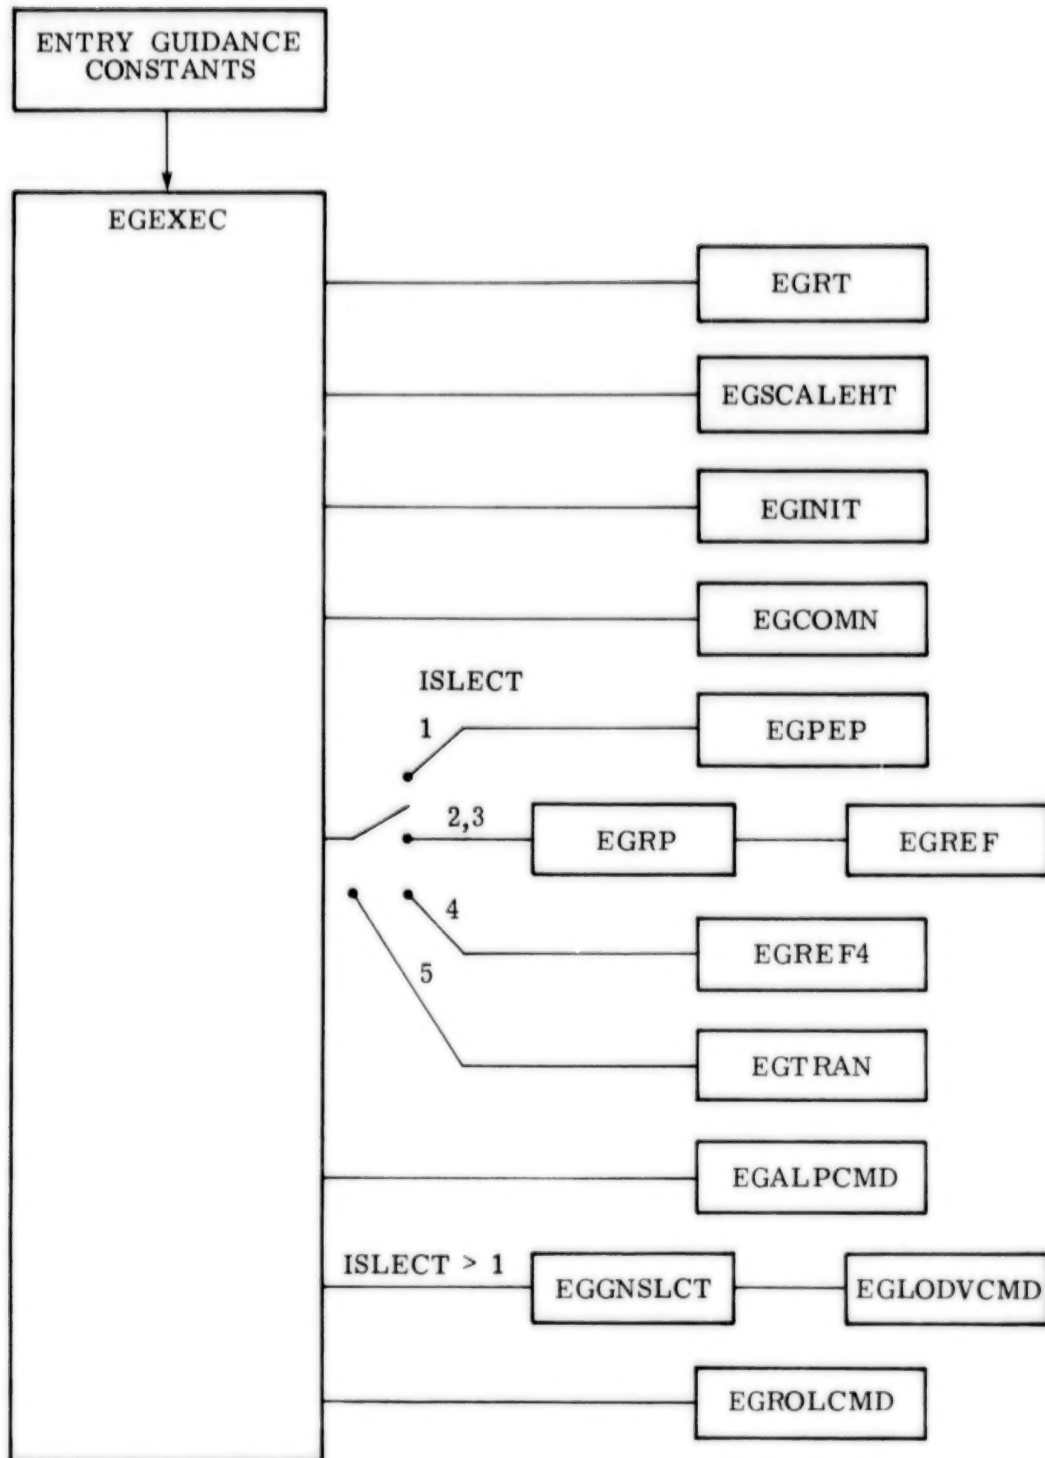 ENTRY GUIDANCE
CONSTANTS
EGEXEC
EGRT
EGSCALEHT
EGINIT
EGCOMN
ISLECT
1
EGPEP
2,3
EGRP
EGREF
4
EGREF4
5
EGTRAN
EGALPCMD
ISLECT > 1
EGGNSLCT
EGLODVCMD
EGROLCMD